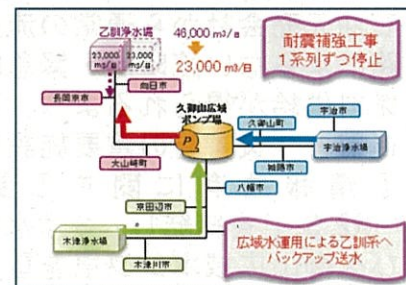 乙訓浄水場
46,000 m3/日
23,000 m3/日
23,000 m3/日
23,000 m3/日
耐震補強工事
1系列ずつ停止
向日市
長岡京市
久御山広域
ポンプ場
P
大山崎町
久御山町
宇治市
城陽市
宇治浄水場
八幡市
京田辺市
木津浄水場
木津川市
広域水運用による乙訓系へ
バックアップ送水